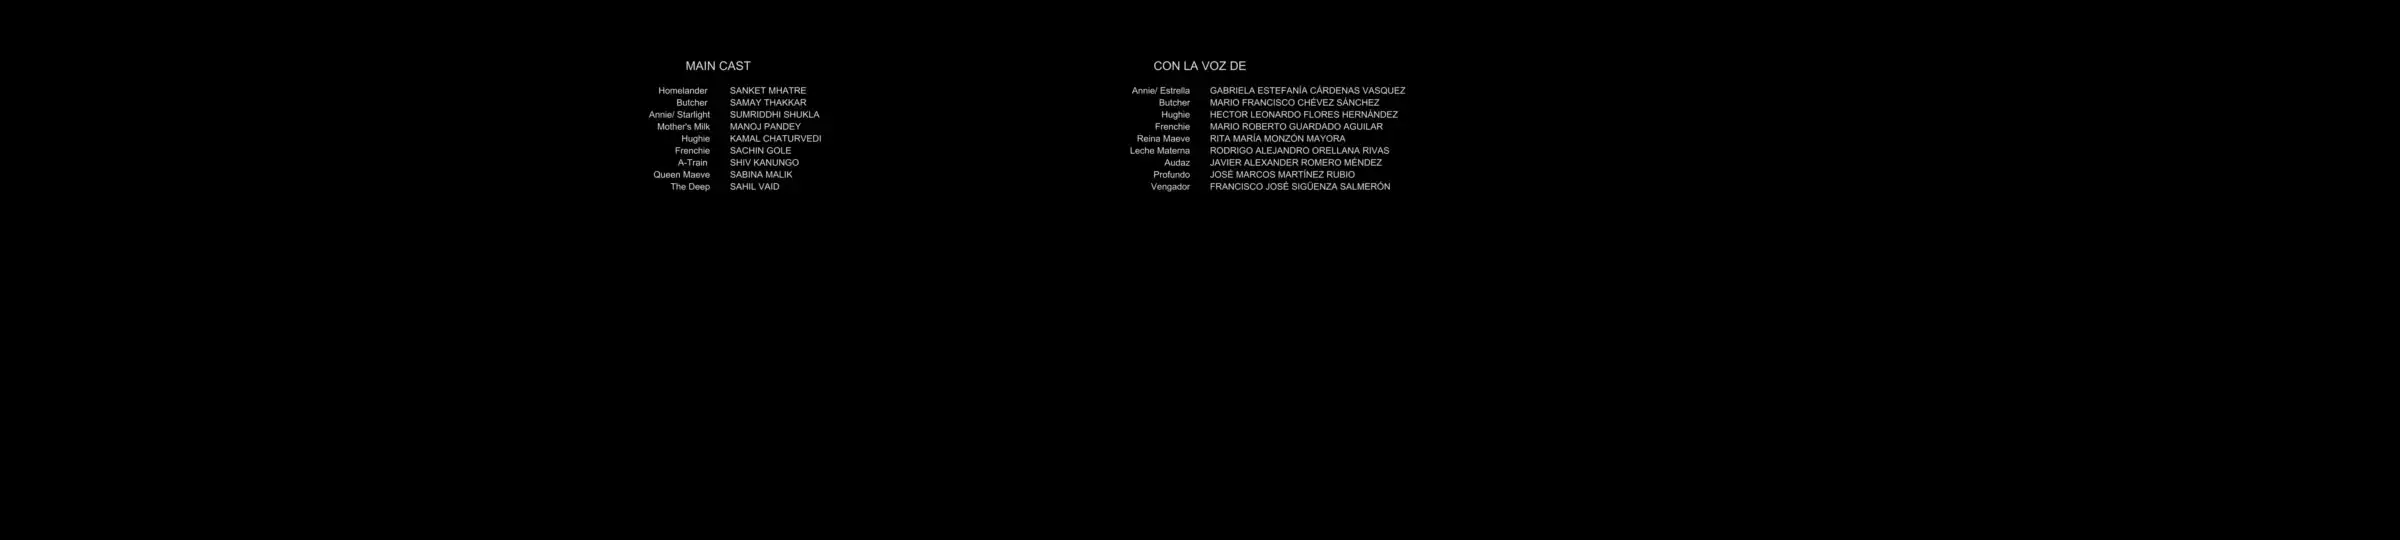 MAIN CAST
Homelander SANKET MHATRE
Butcher SAMAY THAKKAR
Annie/ Starlight SUMRIDDHI SHUKLA
Mother's Milk MANOJ PANDEY
Hughie KAMAL CHATURVEDI
Frenchie SACHIN GOLE
A-Train SHIV KANUNGO
Queen Maeve SABINA MALIK
The Deep SAHIL VAID
CON LA VOZ DE
Annie/ Estrella GABRIELA ESTEFANÍA CÁRDENAS VASQUEZ
Butcher MARIO FRANCISCO CHÉVEZ SÁNCHEZ
Hughie HECTOR LEONARDO FLORES HERNÁNDEZ
Frenchie MARIO ROBERTO GUARDADO AGUILAR
Reina Maeve RITA MARÍA MONZÓN MAYORA
Leche Materna RODRIGO ALEJANDRO ORELLANA RIVAS
Audaz JAVIER ALEXANDER ROMERO MÉNDEZ
Profundo JOSÉ MARCOS MARTÍNEZ RUBIO
Vengador FRANCISCO JOSÉ SIGÜENZA SALMERÓN